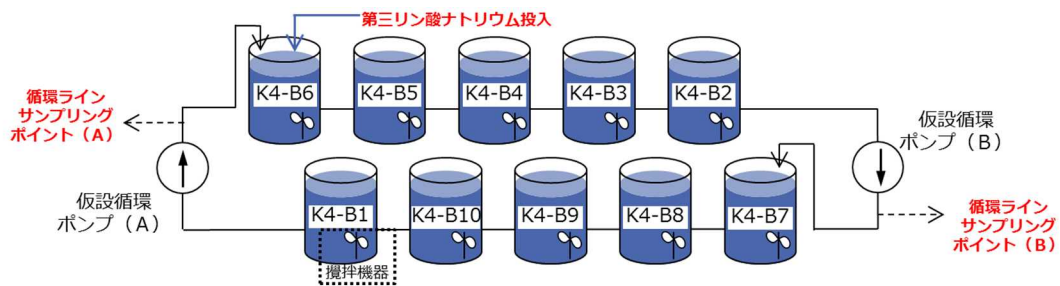 第三リン酸ナトリウム投入
K4-B6
K4-B5
K4-B4
K4-B3
K4-B2
循環ライン
サンプリング
ポイント（A）
仮設循環
ポンプ（B）
仮設循環
ポンプ（A）
K4-B1
K4-B10
K4-B9
K4-B8
K4-B7
循環ライン
サンプリング
ポイント（B）
攪拌機器